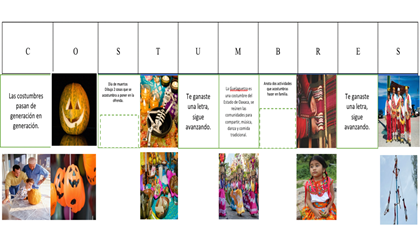 C O S T U M B R E S
Las costumbres
pasan de
generación en
generación.
Día de muertos
Dibuja 3 cosas que se
acostumbra a poner en la
ofrenda.
Te ganaste
una letra,
sigue
avanzando.
La Guelaguetza es
una costumbre del
Estado de Oaxaca, se
reúnen las
comunidades para
compartir, música,
danza y comida
tradicional.
Anota dos actividades
que acostumbran
hacer en familia.
Te ganaste
una letra,
sigue
avanzando.